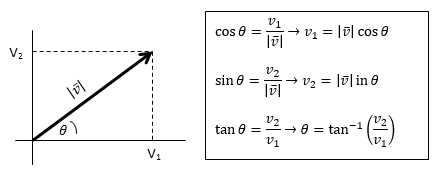 V₂
|v̄|
θ
V₁
cos θ = v₁/|v̄| → v₁ = |v̄| cos θ
sin θ = v₂/|v̄| → v₂ = |v̄| in θ
tan θ = v₂/v₁ → θ = tan⁻¹(v₂/v₁)